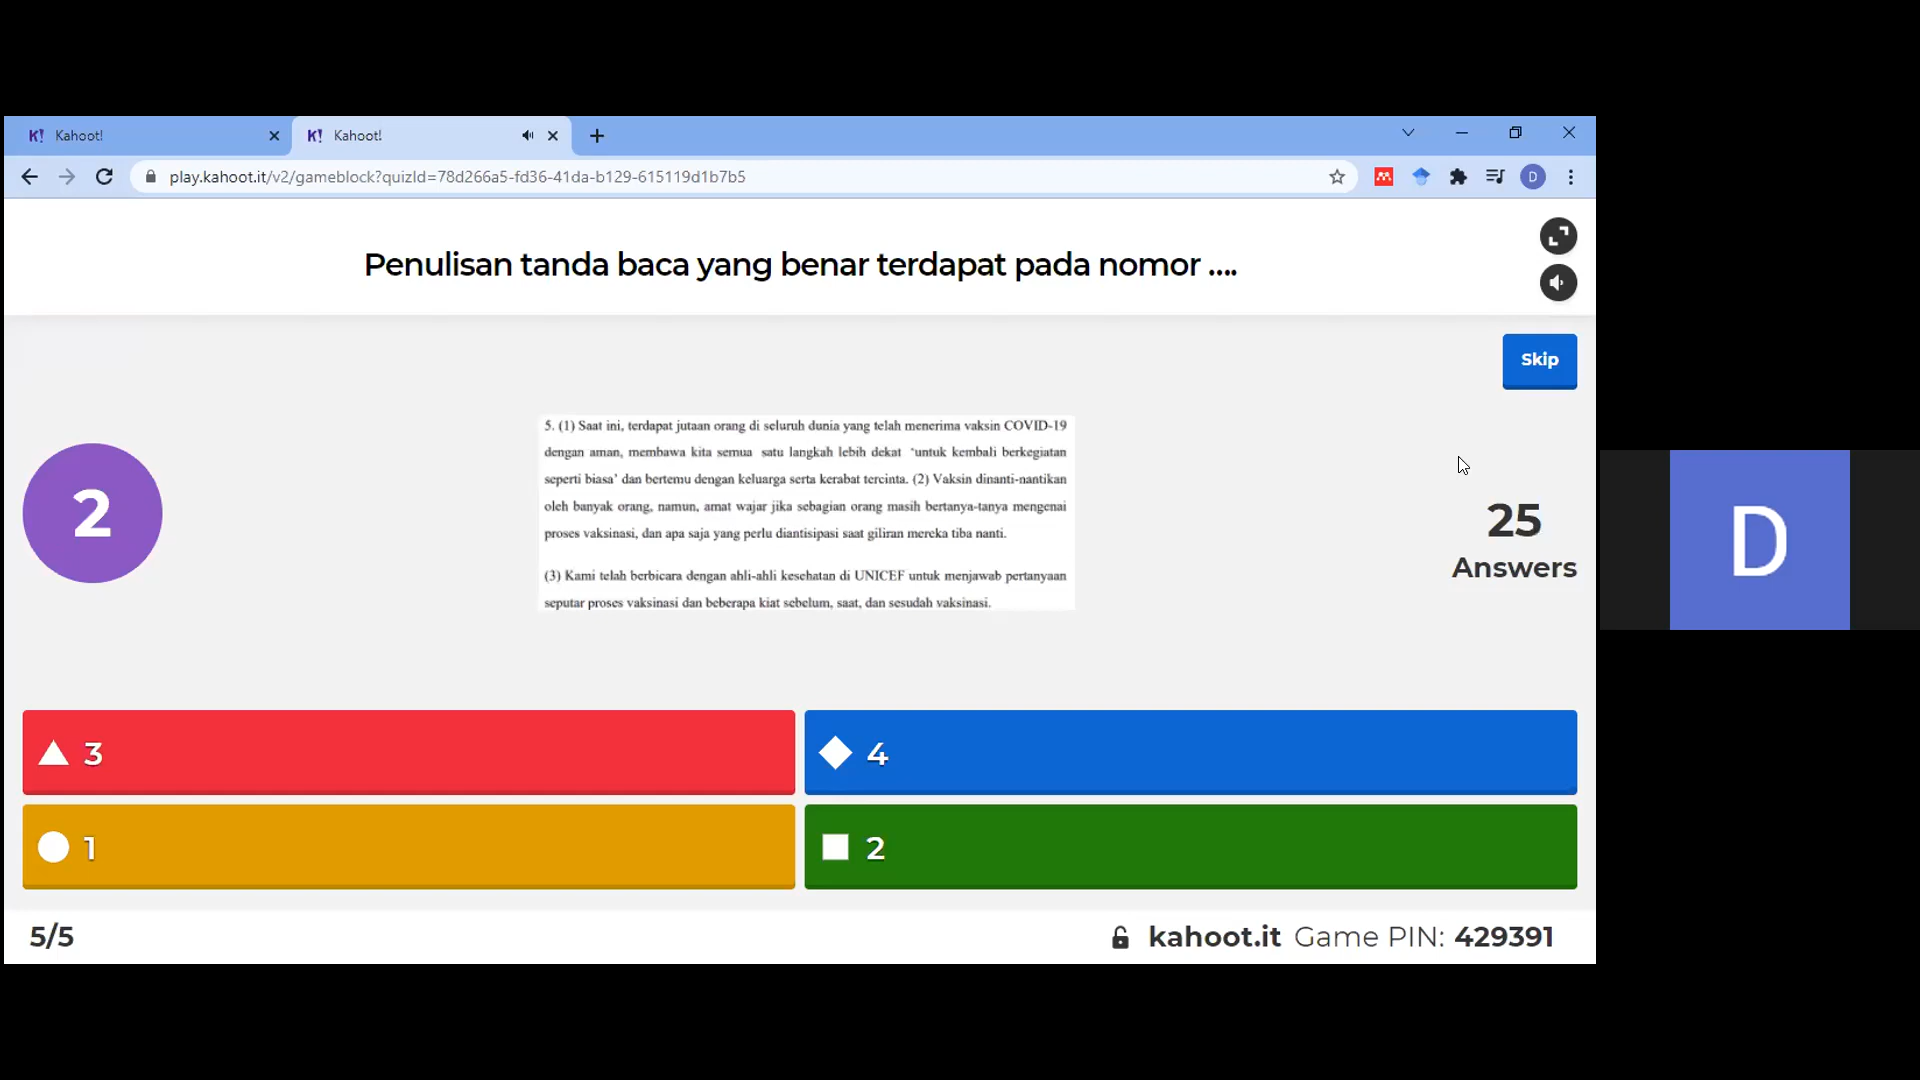 Kahoot!
Kahoot!
play.kahoot.it/v2/gameblock?quizId=78d266a5-fd36-41da-b129-615119d1b7b5
D
Penulisan tanda baca yang benar terdapat pada nomor ....
Skip
5. (1) Saat ini, terdapat jutaan orang di seluruh dunia yang telah menerima vaksin COVID-19
dengan aman, membawa kita semua satu langkah lebih dekat ‘untuk kembali berkegiatan
seperti biasa’ dan bertemu dengan keluarga serta kerabat tercinta. (2) Vaksin dinanti-nantikan
oleh banyak orang, namun, amat wajar jika sebagian orang masih bertanya-tanya mengenai
proses vaksinasi, dan apa saja yang perlu diantisipasi saat giliran mereka tiba nanti.
(3) Kami telah berbicara dengan ahli-ahli kesehatan di UNICEF untuk menjawab pertanyaan
seputar proses vaksinasi dan beberapa kiat sebelum, saat, dan sesudah vaksinasi.
2
25
Answers
D
3
4
1
2
5/5
kahoot.it Game PIN: 429391